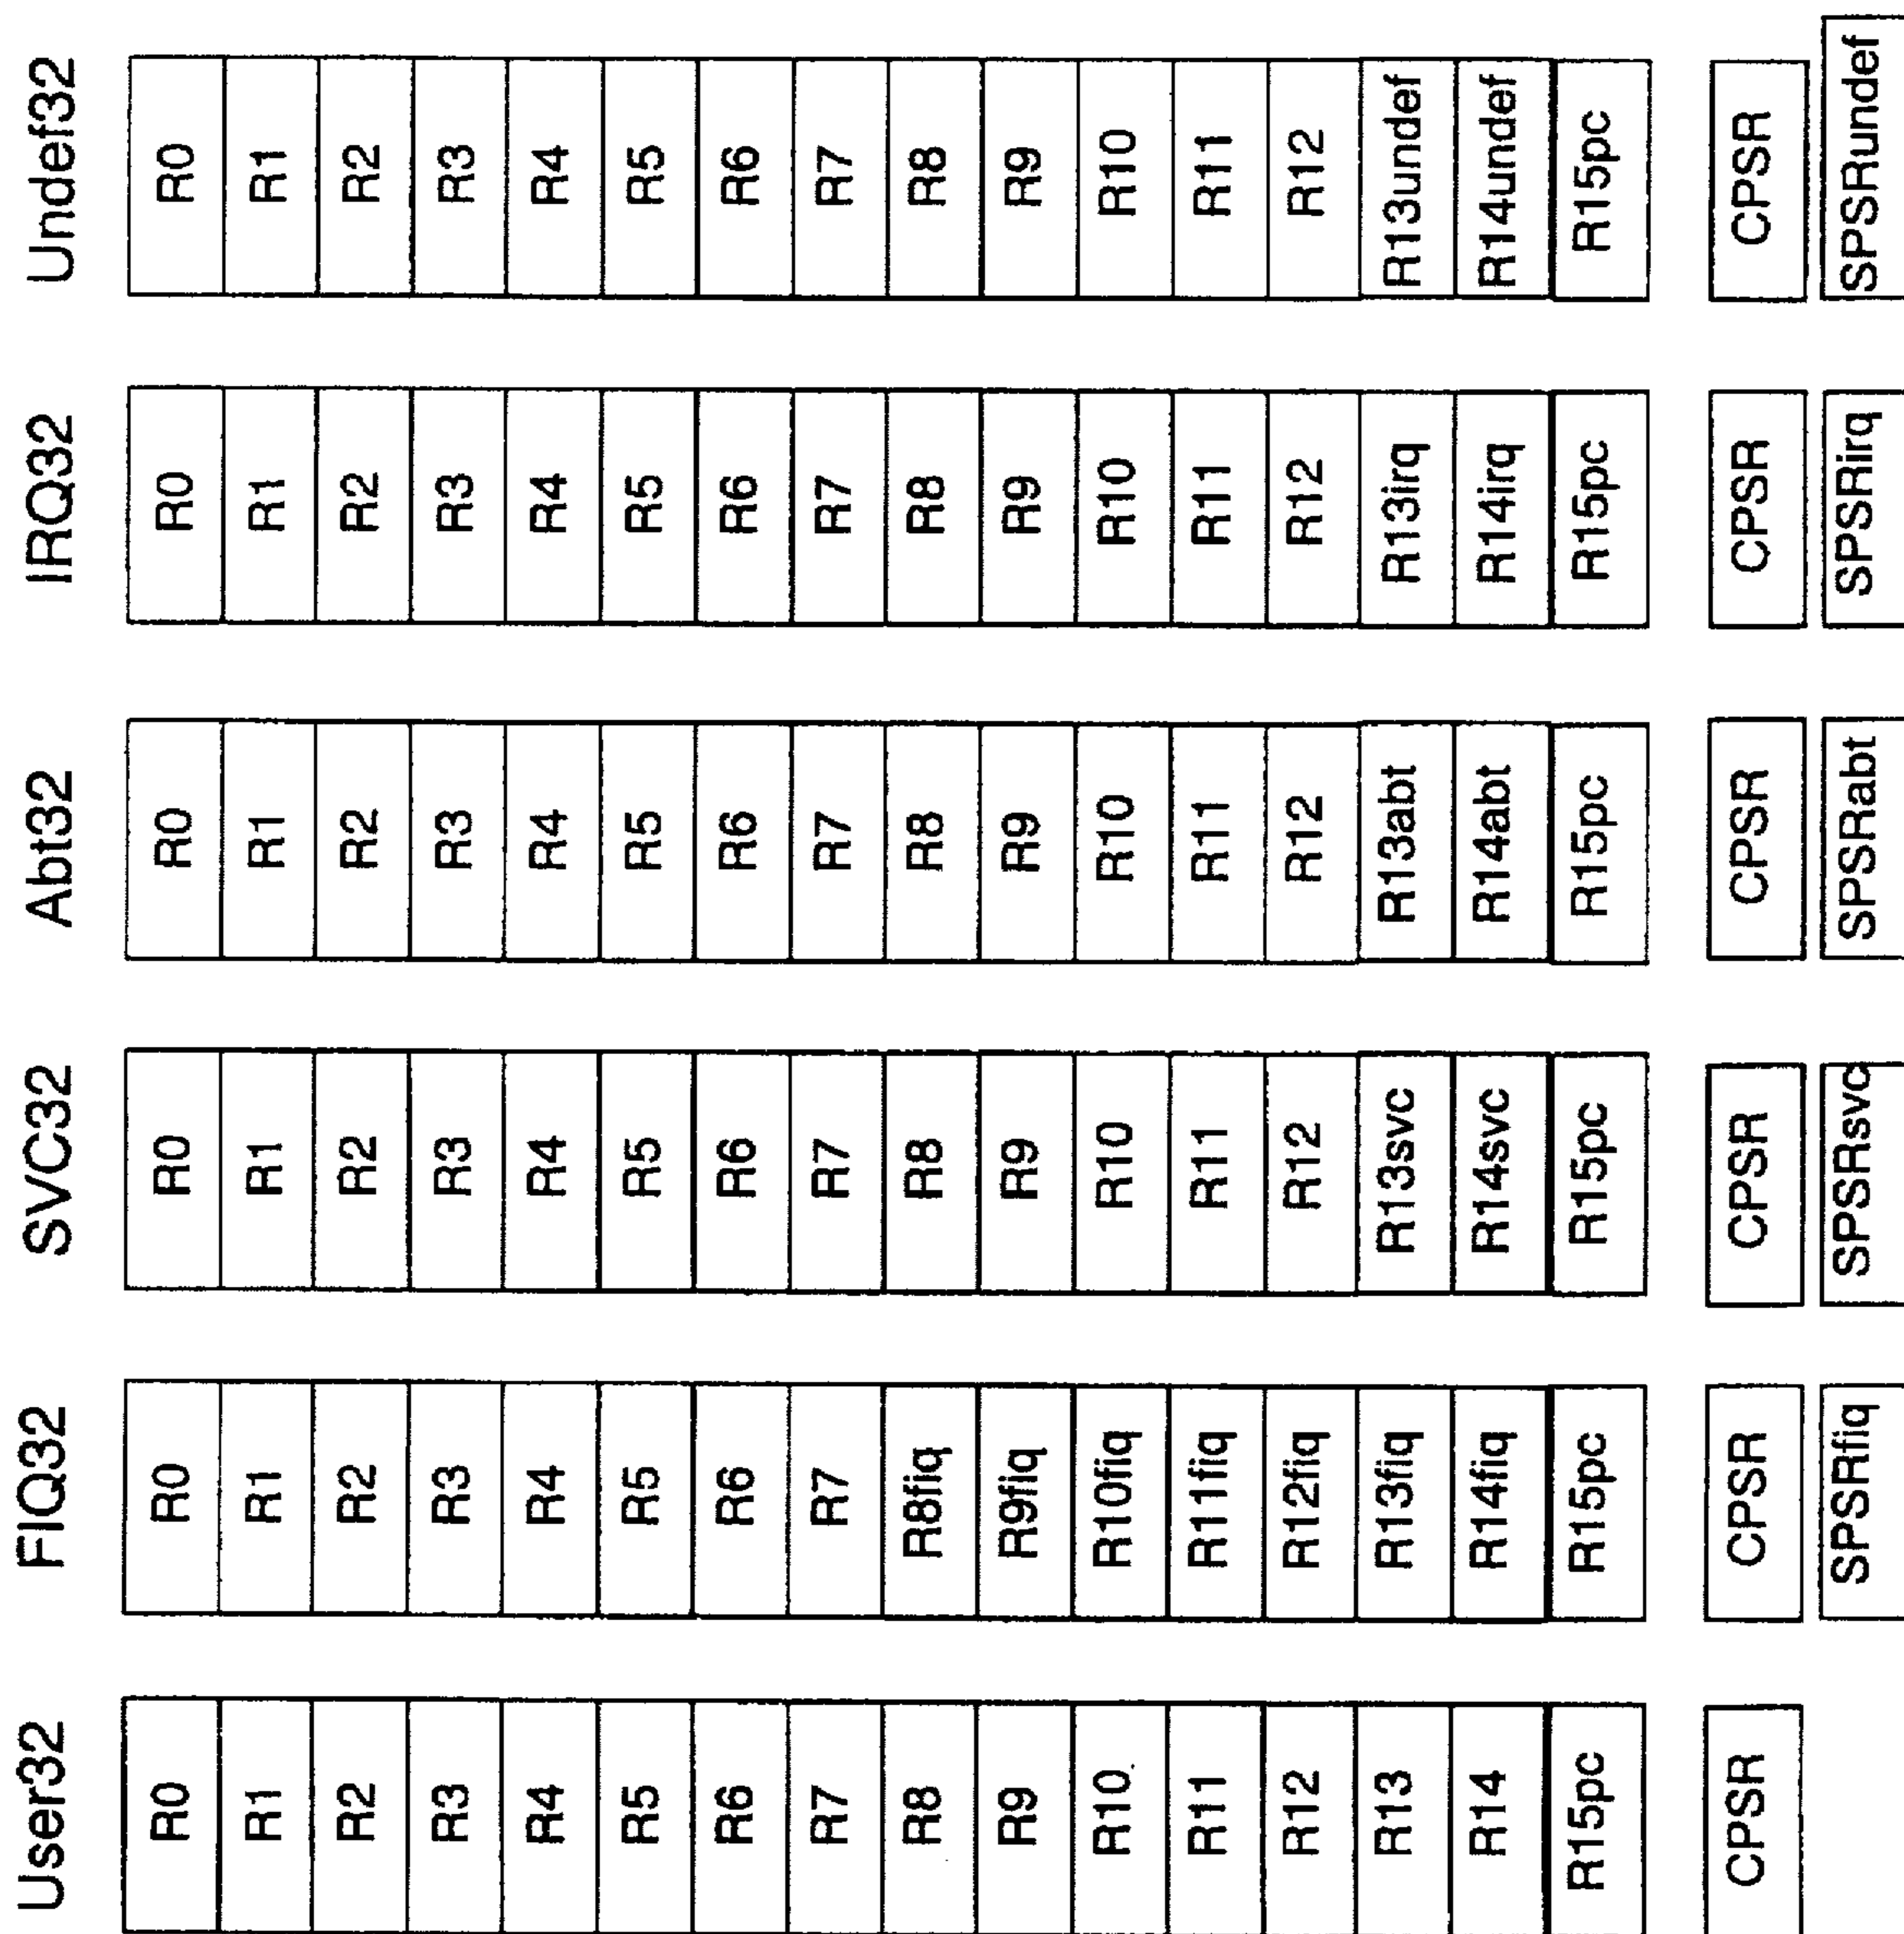 User32 FIQ32 SVC32 Abt32 IRQ32 Undef32
R0 R0 R0 R0 R0 R0
R1 R1 R1 R1 R1 R1
R2 R2 R2 R2 R2 R2
R3 R3 R3 R3 R3 R3
R4 R4 R4 R4 R4 R4
R5 R5 R5 R5 R5 R5
R6 R6 R6 R6 R6 R6
R7 R7 R7 R7 R7 R7
R8 R8fiq R8 R8 R8 R8
R9 R9fiq R9 R9 R9 R9
R10 R10fiq R10 R10 R10 R10
R11 R11fiq R11 R11 R11 R11
R12 R12fiq R12 R12 R12 R12
R13 R13fiq R13svc R13abt R13irq R13undef
R14 R14fiq R14svc R14abt R14irq R14undef
R15pc R15pc R15pc R15pc R15pc R15pc
CPSR CPSR CPSR CPSR CPSR CPSR
SPSRfiq SPSRsvc SPSRabt SPSRirq SPSRundef